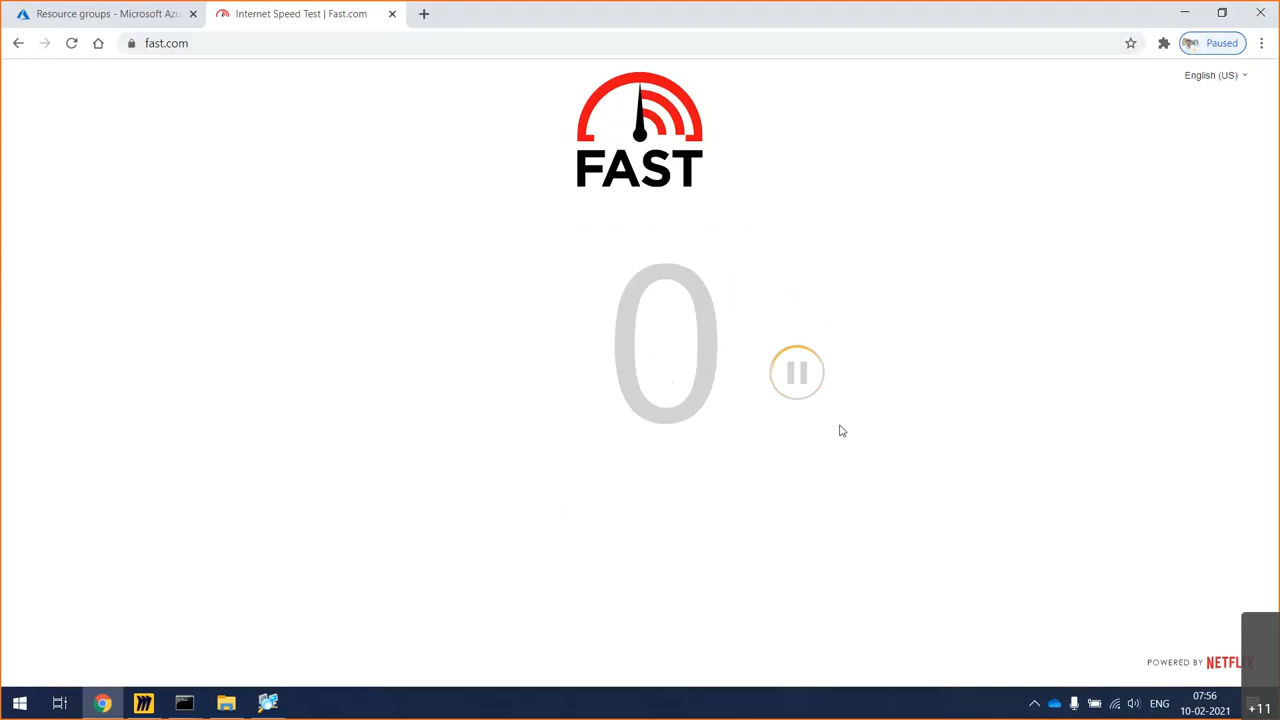 Resource groups - Microsoft Azu
Internet Speed Test | Fast.com
fast.com
Paused
English (US)
FAST
0
POWERED BY NETFLIX
ENG
07:56
10-02-2021
+11